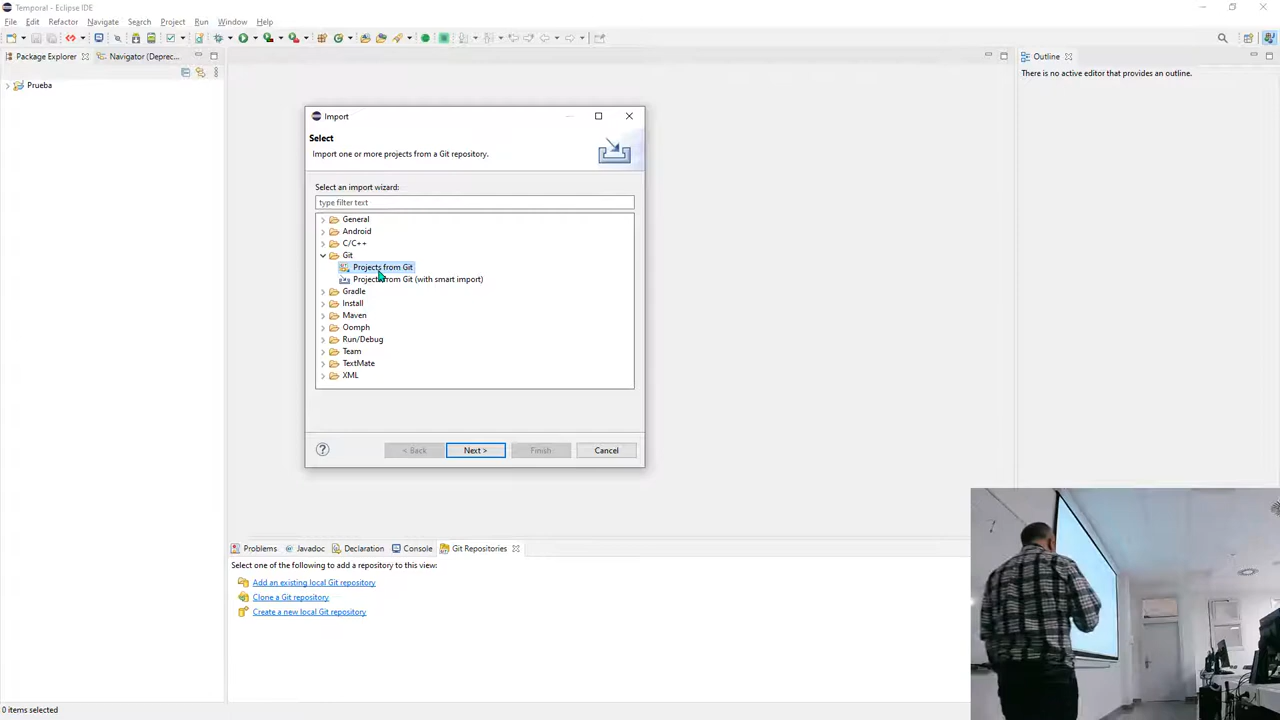 Temporal - Eclipse IDE
File Edit Refactor Navigate Search Project Run Window Help
Package Explorer
Navigator (Deprec...
Outline
There is no active editor that provides an outline.
Prueba
Import
Select
Import one or more projects from a Git repository.
Select an import wizard:
type filter text
General
Android
C/C++
Git
Projects from Git
Projects from Git (with smart import)
Gradle
Install
Maven
Oomph
Run/Debug
Team
TextMate
XML
?
< Back
Next >
Finish
Cancel
Problems
Javadoc
Declaration
Console
Git Repositories
Select one of the following to add a repository to this view:
Add an existing local Git repository
Clone a Git repository
Create a new local Git repository
0 items selected